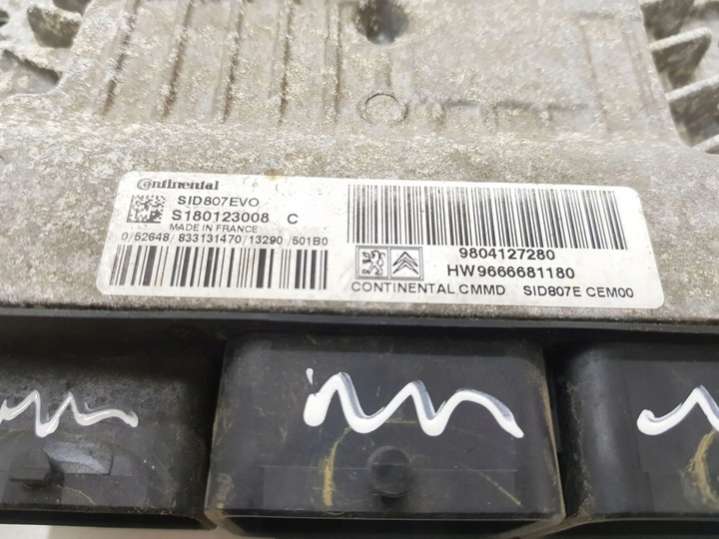 Continental
SID807EVO
S180123008 C
MADE IN FRANCE
0/52648/833131470/13290/501B0
9804127280
HW9666681180
CONTINENTAL CMMD SID807E CEM00